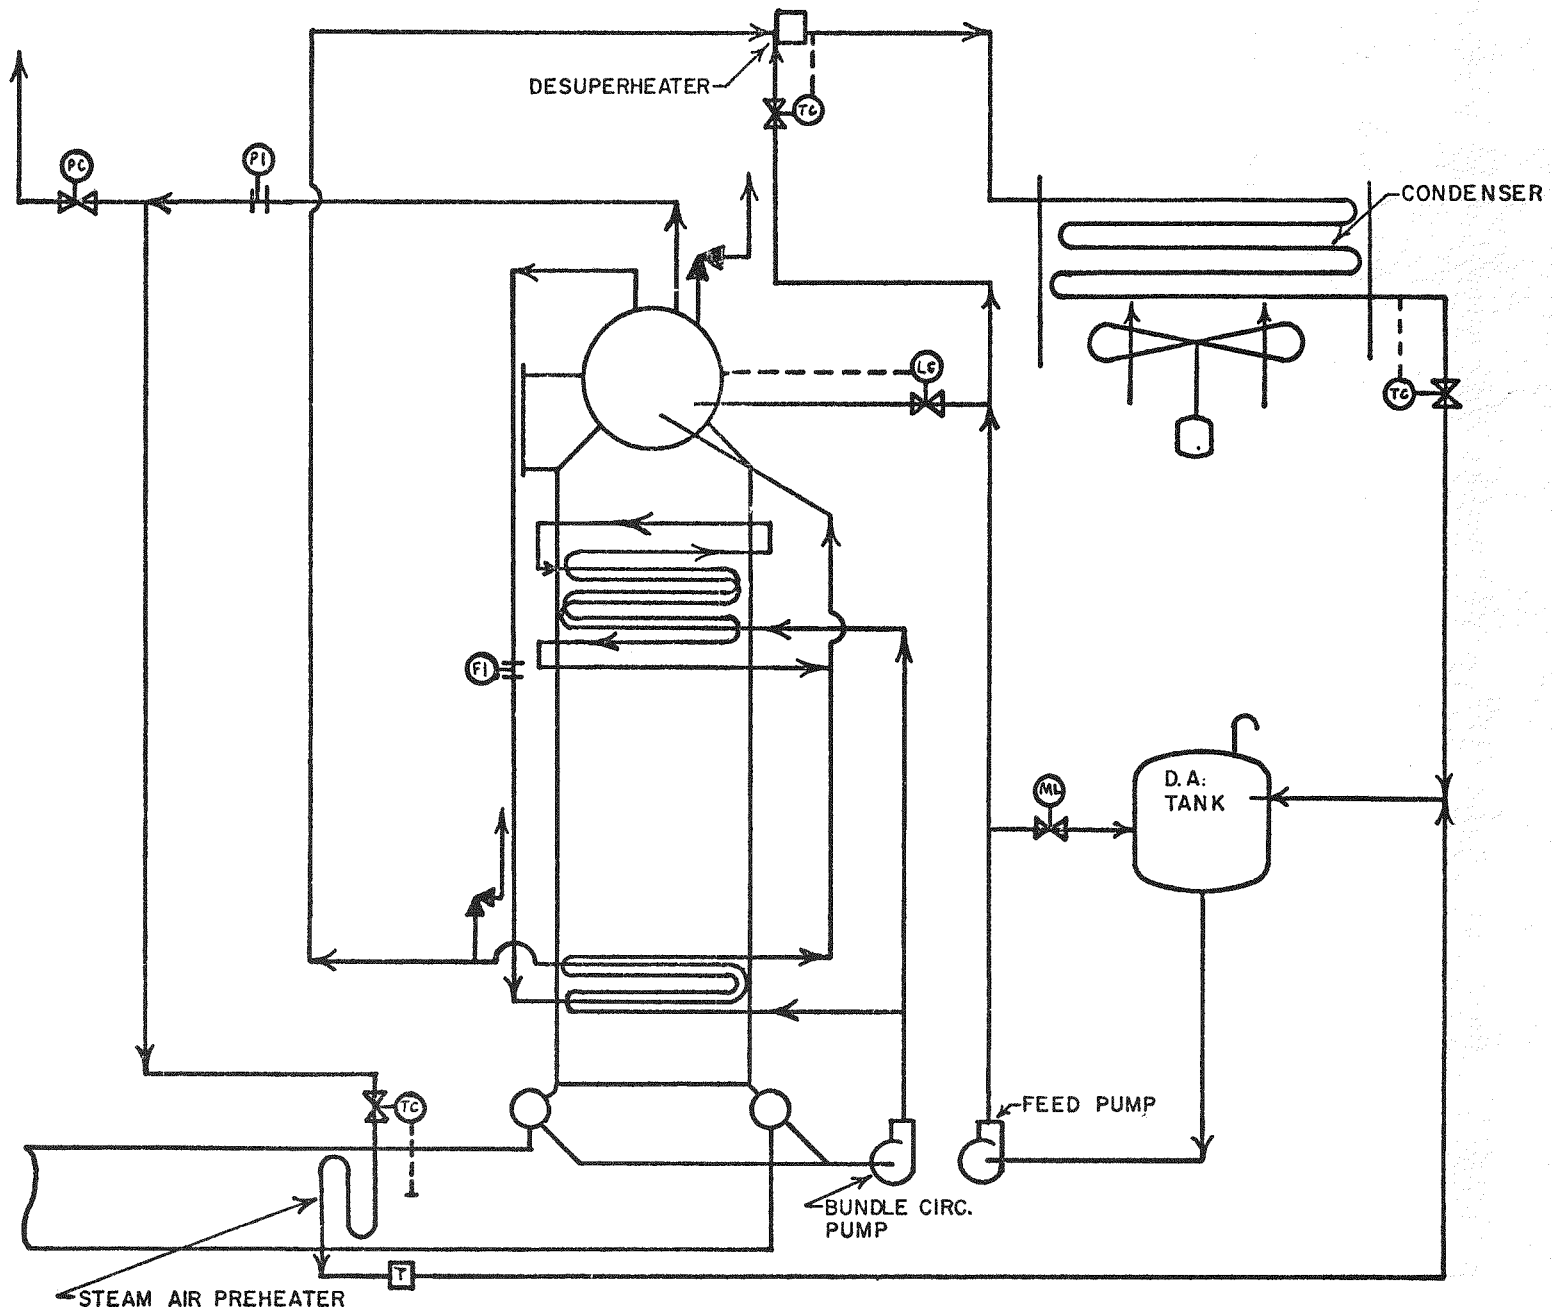 DESUPERHEATER
TC
PC
PI
CONDENSER
LC
TC
FI
D.A:
TANK
ML
TC
FEED PUMP
BUNDLE CIRC.
PUMP
T
STEAM AIR PREHEATER